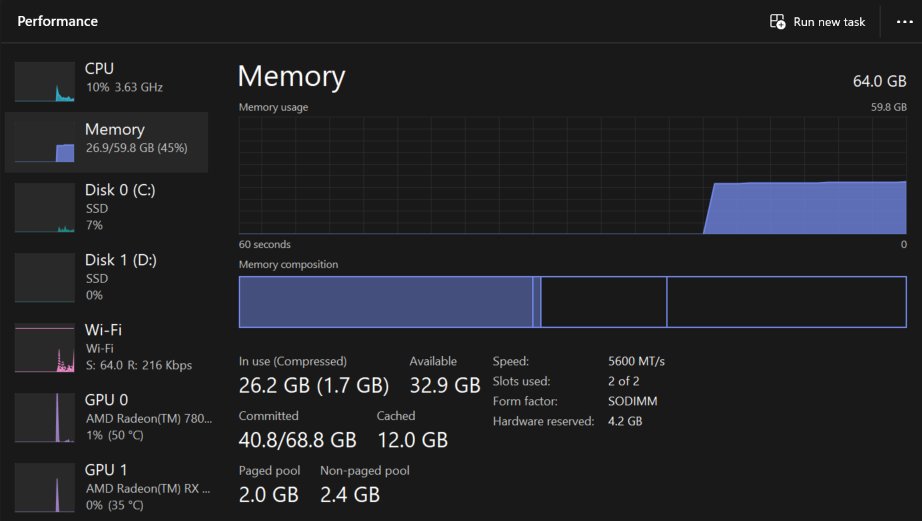 Performance
Run new task
CPU
10% 3.63 GHz
Memory
26.9/59.8 GB (45%)
Disk 0 (C:)
SSD
7%
Disk 1 (D:)
SSD
0%
Wi-Fi
Wi-Fi
S: 64.0 R: 216 Kbps
GPU 0
AMD Radeon(TM) 780...
1% (50 °C)
GPU 1
AMD Radeon(TM) RX ...
0% (35 °C)
Memory 64.0 GB
Memory usage 59.8 GB
60 seconds 0
Memory composition
In use (Compressed) Available
26.2 GB (1.7 GB) 32.9 GB
Committed Cached
40.8/68.8 GB 12.0 GB
Paged pool Non-paged pool
2.0 GB 2.4 GB
Speed: 5600 MT/s
Slots used: 2 of 2
Form factor: SODIMM
Hardware reserved: 4.2 GB